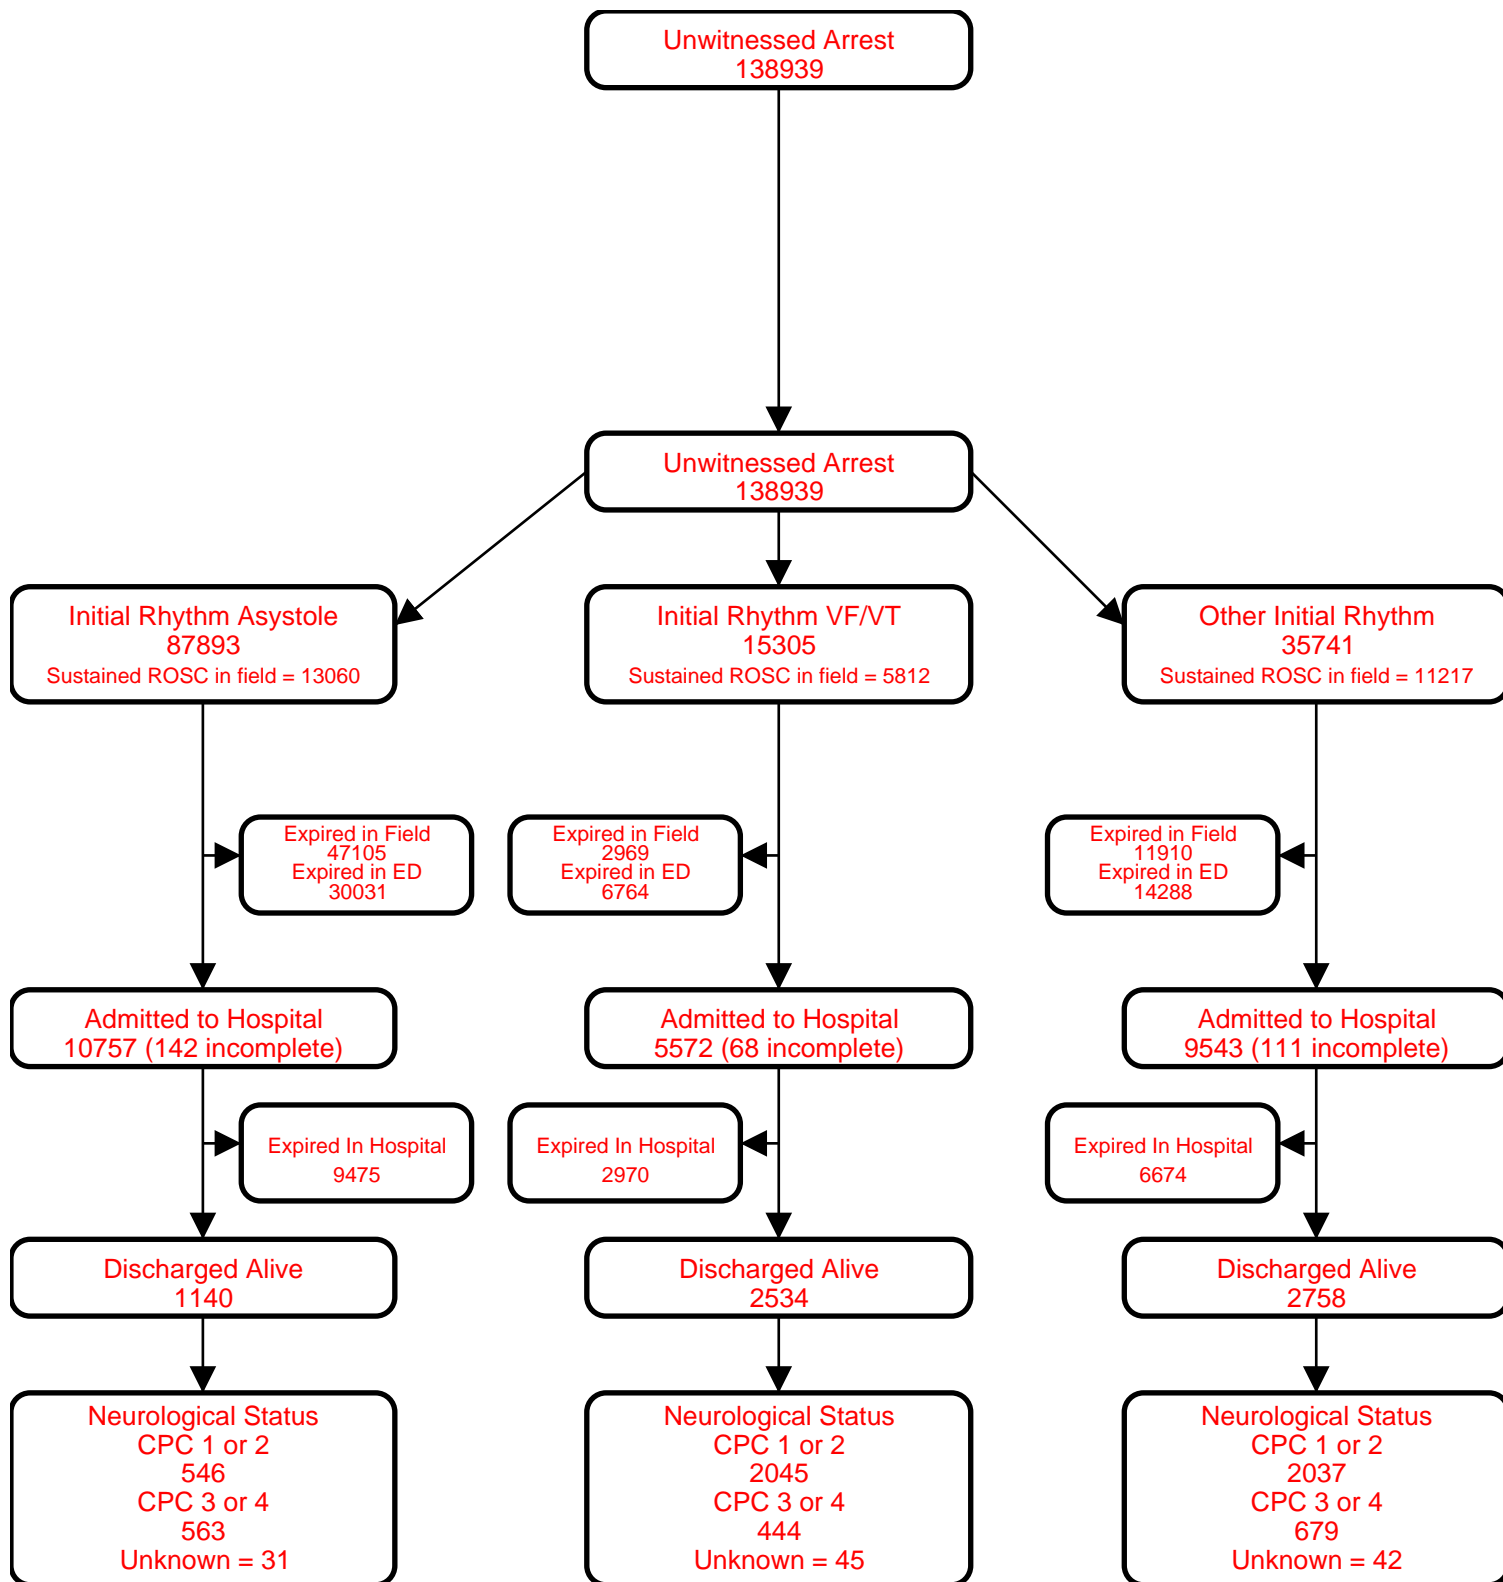 Unwitnessed Arrest
138939
Unwitnessed Arrest
138939
Initial Rhythm Asystole
87893
Sustained ROSC in field = 13060
Initial Rhythm VF/VT
15305
Sustained ROSC in field = 5812
Other Initial Rhythm
35741
Sustained ROSC in field = 11217
Expired in Field
47105
Expired in ED
30031
Expired in Field
2969
Expired in ED
6764
Expired in Field
11910
Expired in ED
14288
Admitted to Hospital
10757 (142 incomplete)
Admitted to Hospital
5572 (68 incomplete)
Admitted to Hospital
9543 (111 incomplete)
Expired In Hospital
9475
Expired In Hospital
2970
Expired In Hospital
6674
Discharged Alive
1140
Discharged Alive
2534
Discharged Alive
2758
Neurological Status
CPC 1 or 2
546
CPC 3 or 4
563
Unknown = 31
Neurological Status
CPC 1 or 2
2045
CPC 3 or 4
444
Unknown = 45
Neurological Status
CPC 1 or 2
2037
CPC 3 or 4
679
Unknown = 42